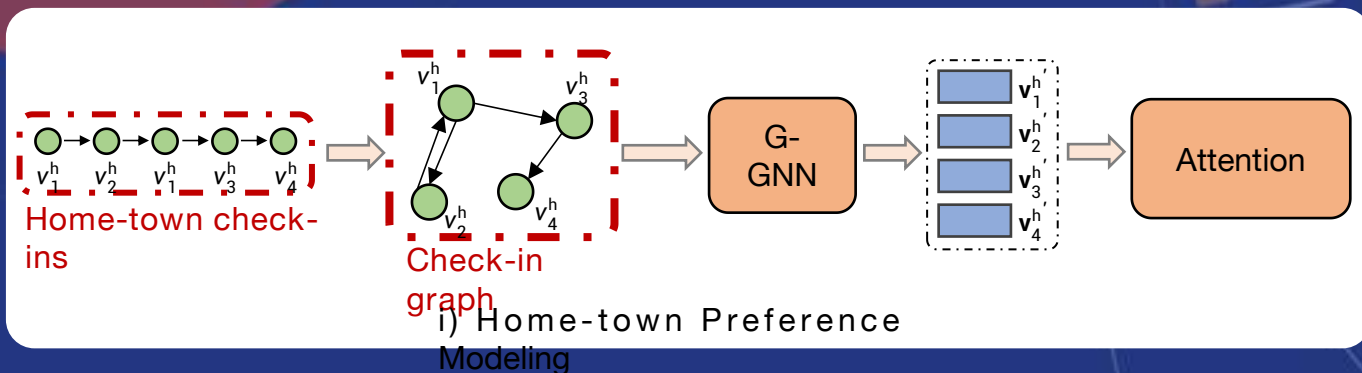 v₁ʰ v₂ʰ v₁ʰ v₃ʰ v₄ʰ
Home-town check-
ins
v₁ʰ
v₃ʰ
v₂ʰ
v₄ʰ
Check-in
graph
G-
GNN
v₁ʰ′
v₂ʰ′
v₃ʰ′
v₄ʰ′
Attention
i) Home-town Preference
Modeling